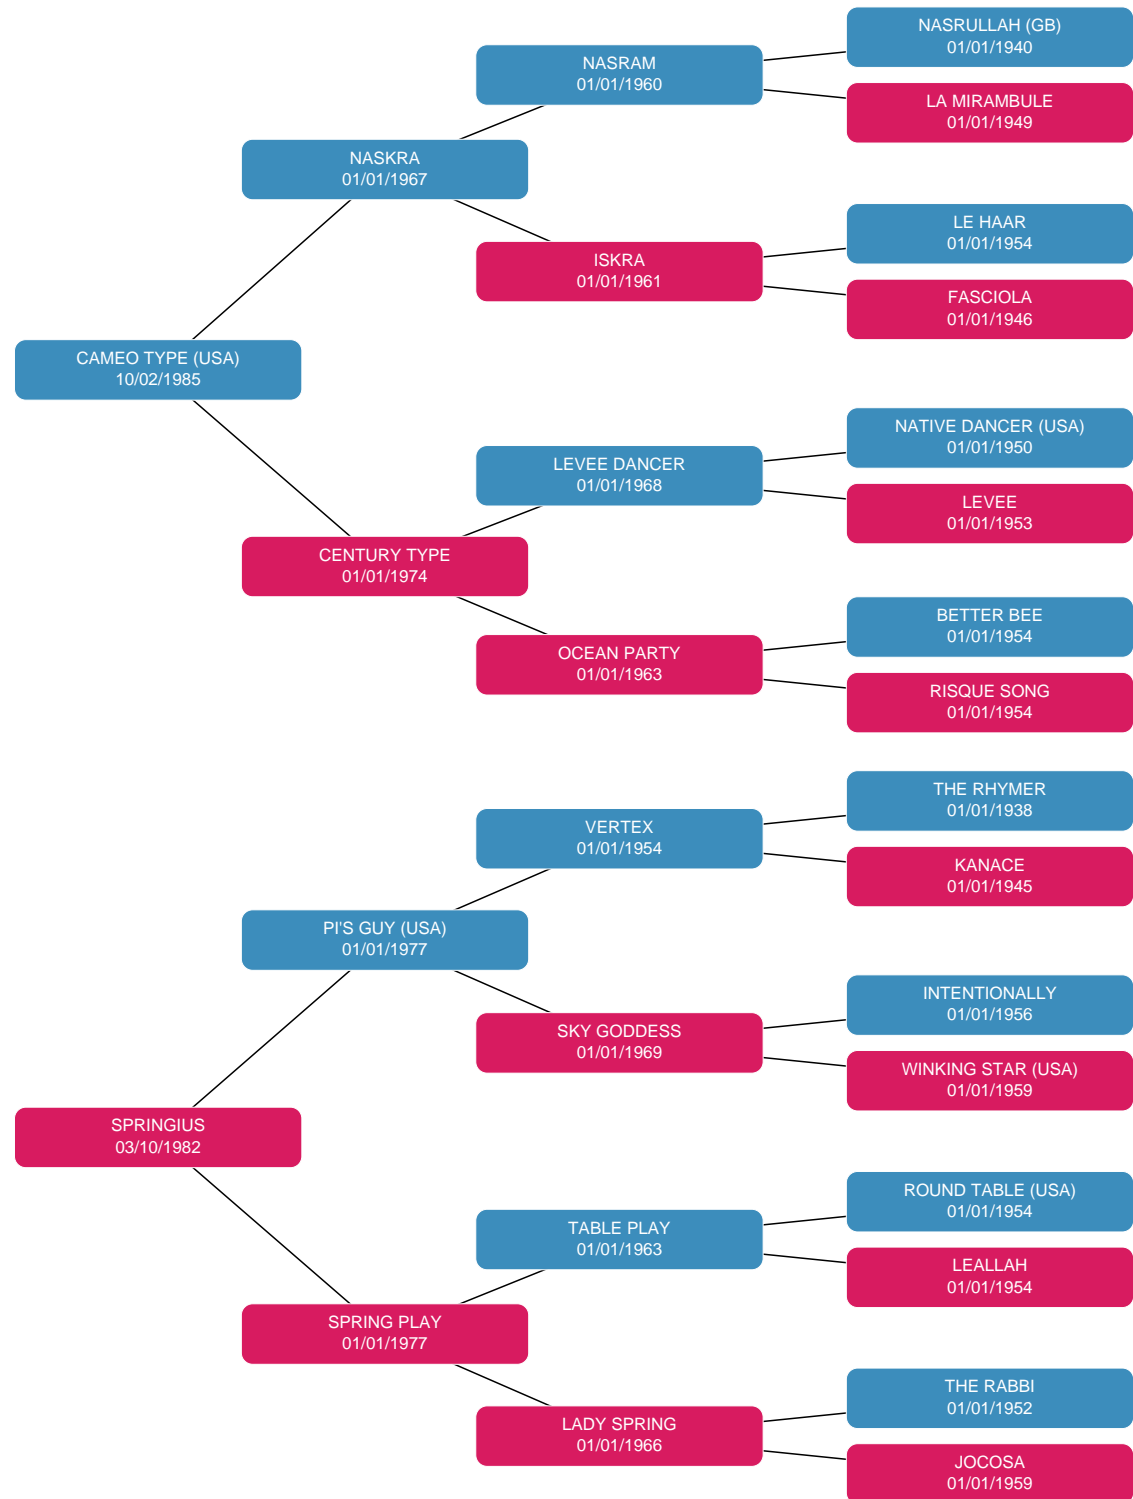 NASRULLAH (GB)
01/01/1940
NASRAM
01/01/1960
LA MIRAMBULE
01/01/1949
NASKRA
01/01/1967
LE HAAR
01/01/1954
ISKRA
01/01/1961
FASCIOLA
01/01/1946
CAMEO TYPE (USA)
10/02/1985
NATIVE DANCER (USA)
01/01/1950
LEVEE DANCER
01/01/1968
LEVEE
01/01/1953
CENTURY TYPE
01/01/1974
BETTER BEE
01/01/1954
OCEAN PARTY
01/01/1963
RISQUE SONG
01/01/1954
THE RHYMER
01/01/1938
VERTEX
01/01/1954
KANACE
01/01/1945
PI'S GUY (USA)
01/01/1977
INTENTIONALLY
01/01/1956
SKY GODDESS
01/01/1969
WINKING STAR (USA)
01/01/1959
SPRINGIUS
03/10/1982
ROUND TABLE (USA)
01/01/1954
TABLE PLAY
01/01/1963
LEALLAH
01/01/1954
SPRING PLAY
01/01/1977
THE RABBI
01/01/1952
LADY SPRING
01/01/1966
JOCOSA
01/01/1959